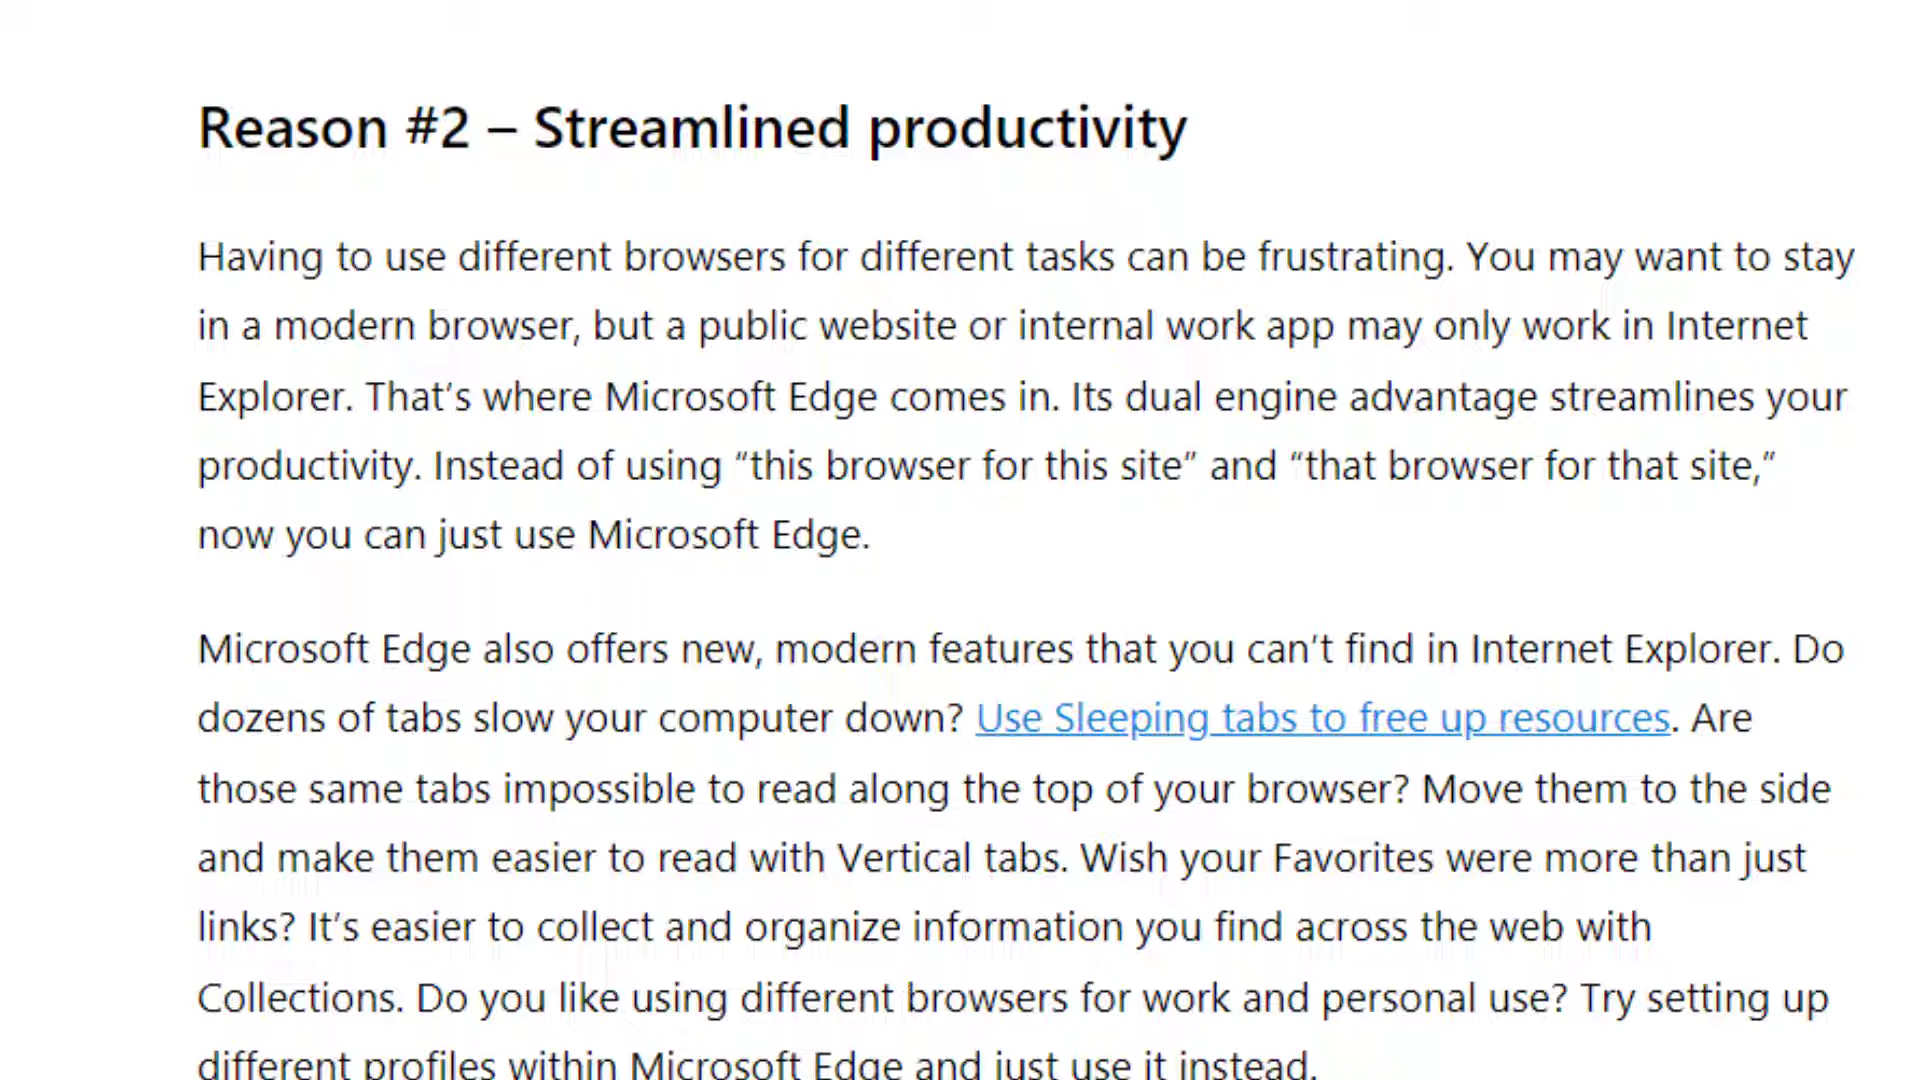 Reason #2 – Streamlined productivity
Having to use different browsers for different tasks can be frustrating. You may want to stay
in a modern browser, but a public website or internal work app may only work in Internet
Explorer. That’s where Microsoft Edge comes in. Its dual engine advantage streamlines your
productivity. Instead of using “this browser for this site” and “that browser for that site,”
now you can just use Microsoft Edge.
Microsoft Edge also offers new, modern features that you can’t find in Internet Explorer. Do
dozens of tabs slow your computer down? Use Sleeping tabs to free up resources. Are
those same tabs impossible to read along the top of your browser? Move them to the side
and make them easier to read with Vertical tabs. Wish your Favorites were more than just
links? It’s easier to collect and organize information you find across the web with
Collections. Do you like using different browsers for work and personal use? Try setting up
different profiles within Microsoft Edge and just use it instead.